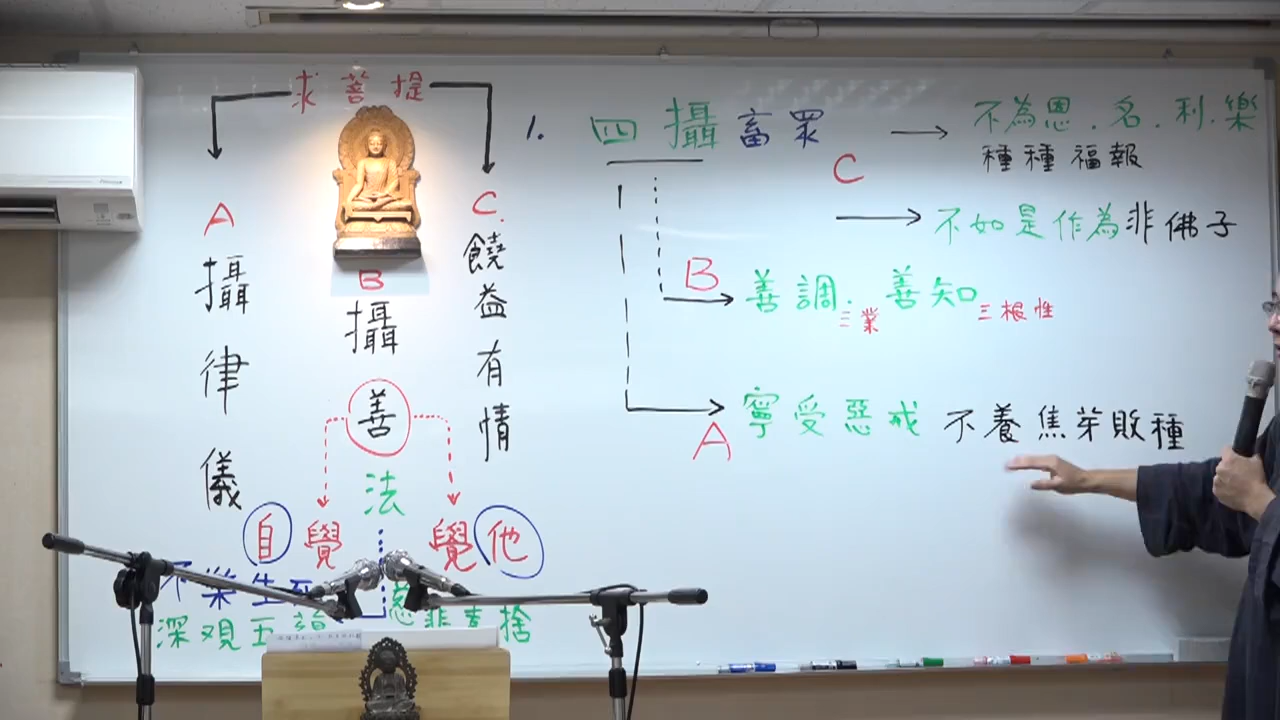 求菩提
A
攝律儀
B
攝善法
C.
饒益有情
自覺
覺他
深观五
慈悲喜捨
1. 四攝畜眾
C
不為恩.名.利.樂
種種福報
不如是作為非佛子
B
善調.善知
三業
三根性
A
寧受惡戒 不養焦芽敗種